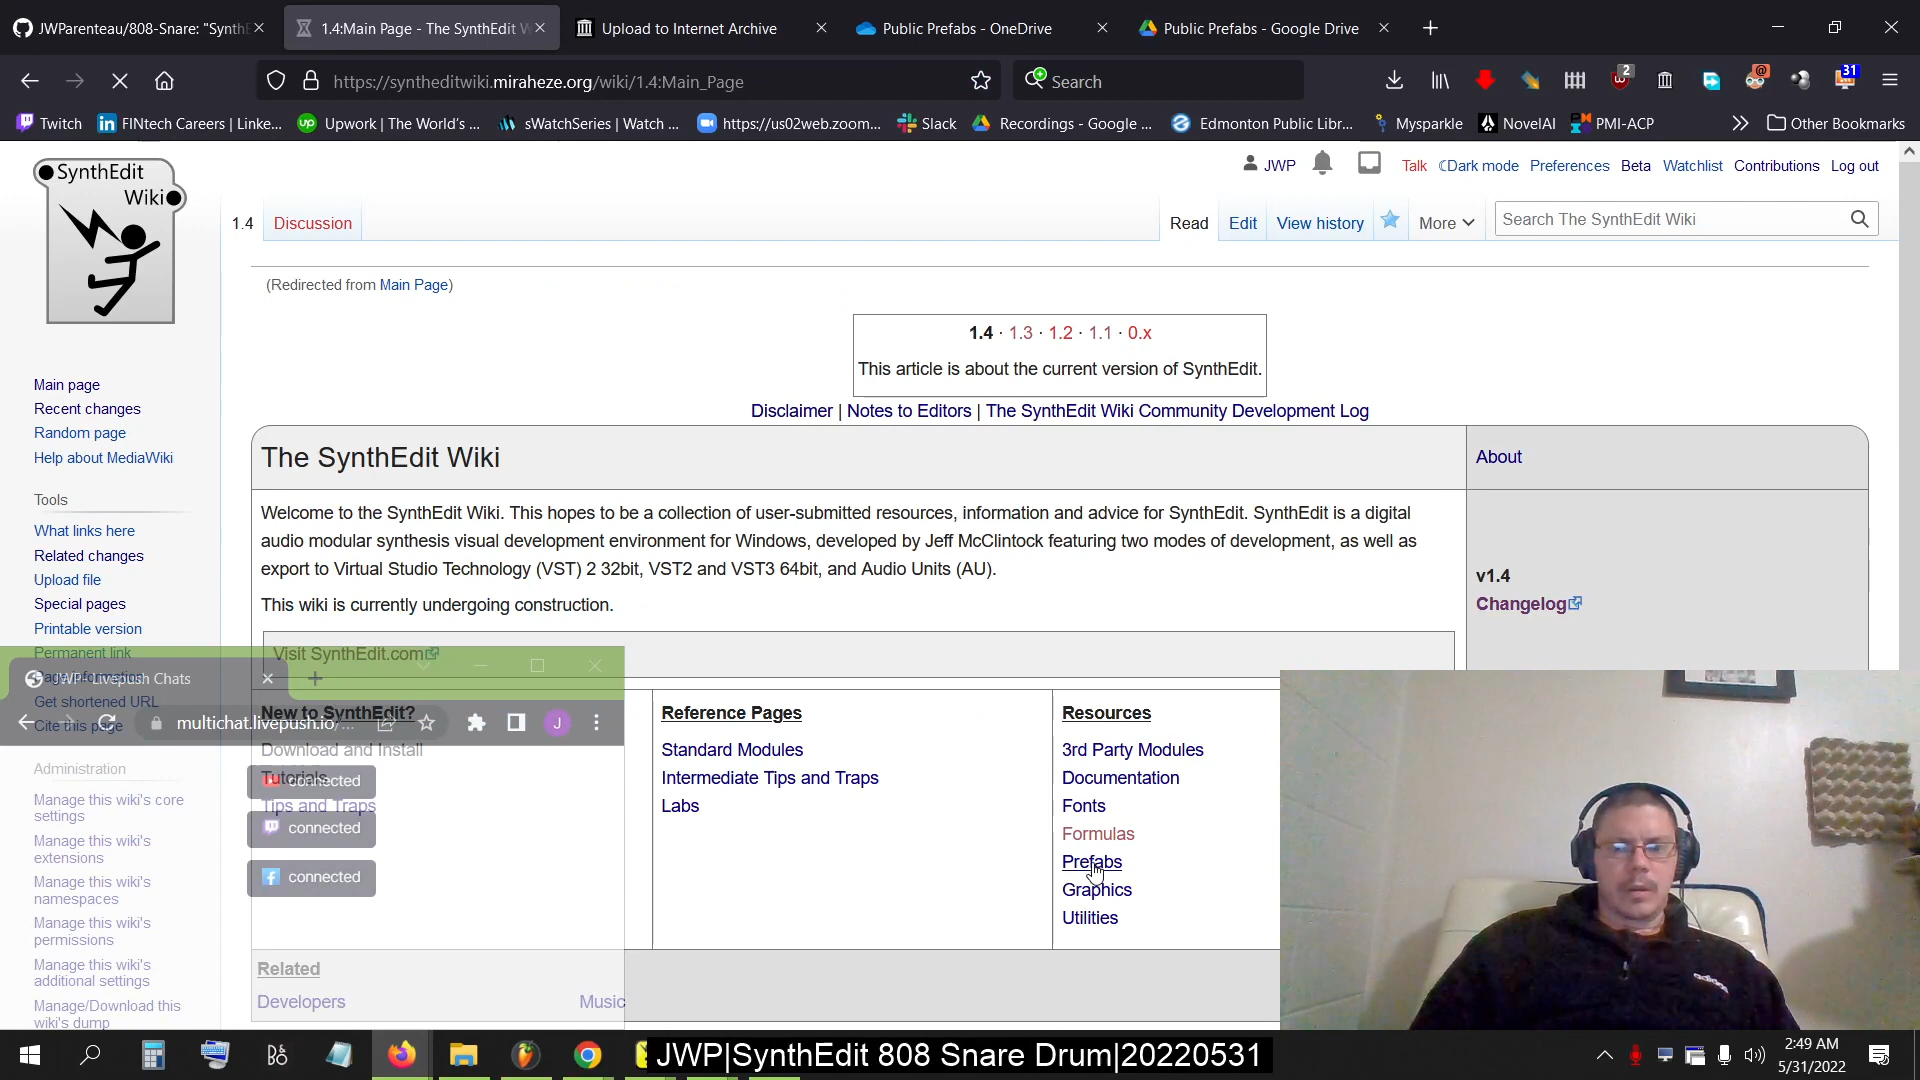 JWParenteau/808-Snare: "SynthE
1.4:Main Page - The SynthEdit W
Upload to Internet Archive
Public Prefabs - OneDrive
Public Prefabs - Google Drive
https://syntheditwiki.miraheze.org/wiki/1.4:Main_Page
Search
2
@
31
Twitch
FINtech Careers | Linke...
Upwork | The World's ...
sWatchSeries | Watch ...
https://us02web.zoom...
Slack
Recordings - Google ...
Edmonton Public Libr...
Mysparkle
NovelAI
PMI-ACP
Other Bookmarks
SynthEdit
Wiki
JWP
Talk
Dark mode
Preferences
Beta
Watchlist
Contributions
Log out
1.4
Discussion
Read
Edit
View history
More
Search The SynthEdit Wiki
(Redirected from Main Page)
1.4 · 1.3 · 1.2 · 1.1 · 0.x
This article is about the current version of SynthEdit.
Disclaimer | Notes to Editors | The SynthEdit Wiki Community Development Log
Main page
Recent changes
Random page
Help about MediaWiki
Tools
What links here
Related changes
Upload file
Special pages
Printable version
Permanent link
Page information
Get shortened URL
Cite this page
Administration
Manage this wiki's core
settings
Manage this wiki's
extensions
Manage this wiki's
namespaces
Manage this wiki's
permissions
Manage this wiki's
additional settings
Manage/Download this
wiki's dump
The SynthEdit Wiki
About
Welcome to the SynthEdit Wiki. This hopes to be a collection of user-submitted resources, information and advice for SynthEdit. SynthEdit is a digital
audio modular synthesis visual development environment for Windows, developed by Jeff McClintock featuring two modes of development, as well as
export to Virtual Studio Technology (VST) 2 32bit, VST2 and VST3 64bit, and Audio Units (AU).
This wiki is currently undergoing construction.
v1.4
Changelog
Visit SynthEdit.com
JWP - Livepush Chats
multichat.livepush.io/...
J
connected
connected
connected
New to SynthEdit?
Download and Install
Tutorials
Tips and Traps
Reference Pages
Standard Modules
Intermediate Tips and Traps
Labs
Resources
3rd Party Modules
Documentation
Fonts
Formulas
Prefabs
Graphics
Utilities
Related
Developers
Music
JWP|SynthEdit 808 Snare Drum|20220531
2:49 AM
5/31/2022